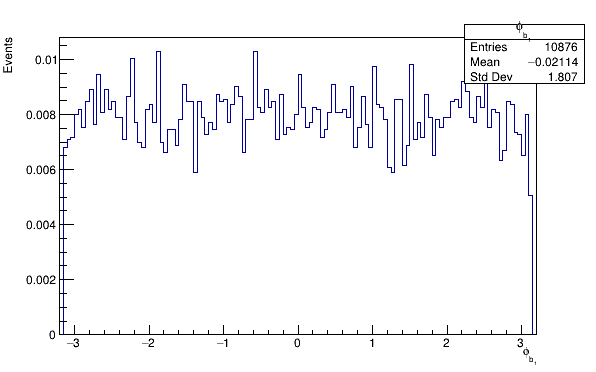 ϕb1
Entries 10876
Mean −0.02114
Std Dev 1.807
Events
0.01
0.008
0.006
0.004
0.002
0
−3 −2 −1 0 1 2 3
ϕb1